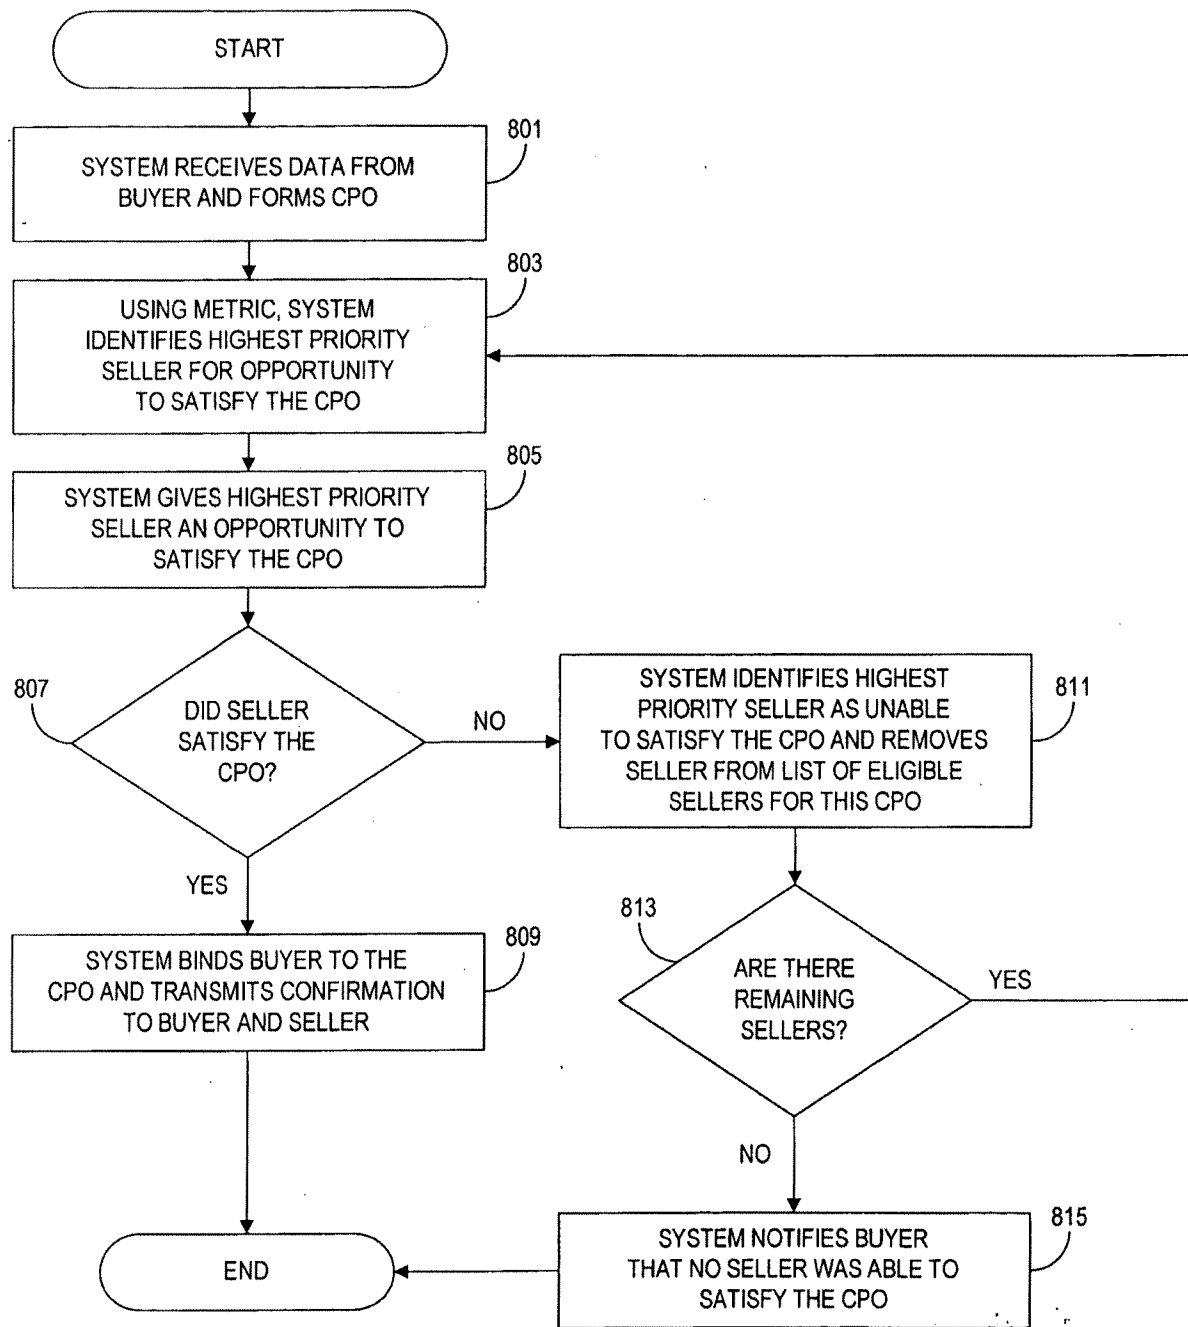 START
801
SYSTEM RECEIVES DATA FROM
BUYER AND FORMS CPO
803
USING METRIC, SYSTEM
IDENTIFIES HIGHEST PRIORITY
SELLER FOR OPPORTUNITY
TO SATISFY THE CPO
805
SYSTEM GIVES HIGHEST PRIORITY
SELLER AN OPPORTUNITY TO
SATISFY THE CPO
807
DID SELLER
SATISFY THE
CPO?
NO
SYSTEM IDENTIFIES HIGHEST
PRIORITY SELLER AS UNABLE
TO SATISFY THE CPO AND REMOVES
SELLER FROM LIST OF ELIGIBLE
SELLERS FOR THIS CPO
811
YES
809
SYSTEM BINDS BUYER TO THE
CPO AND TRANSMITS CONFIRMATION
TO BUYER AND SELLER
813
ARE THERE
REMAINING
SELLERS?
YES
NO
815
SYSTEM NOTIFIES BUYER
THAT NO SELLER WAS ABLE TO
SATISFY THE CPO
END